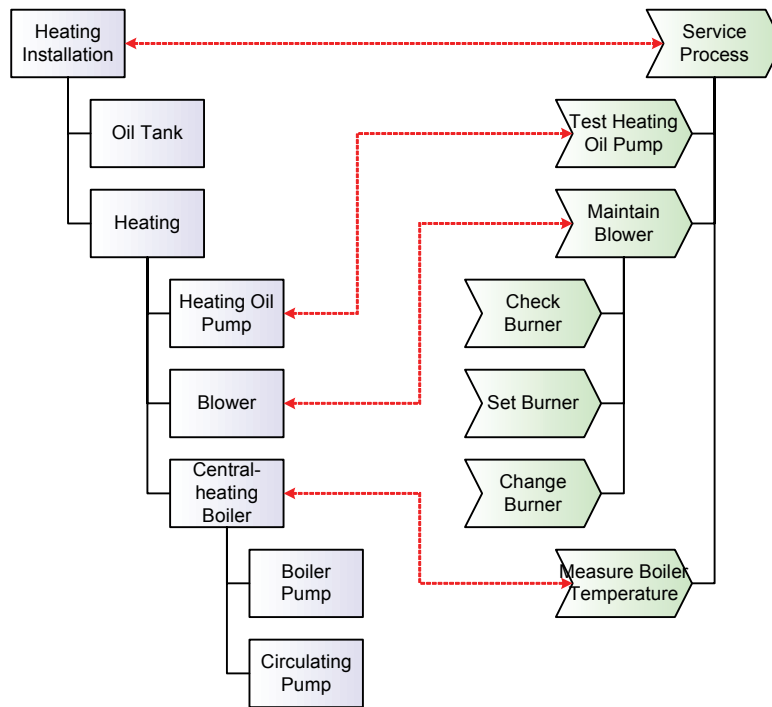 Heating
Installation
Service
Process
Oil Tank
Test Heating
Oil Pump
Heating
Maintain
Blower
Heating Oil
Pump
Check
Burner
Blower
Set Burner
Central-
heating
Boiler
Change
Burner
Boiler
Pump
Measure Boiler
Temperature
Circulating
Pump